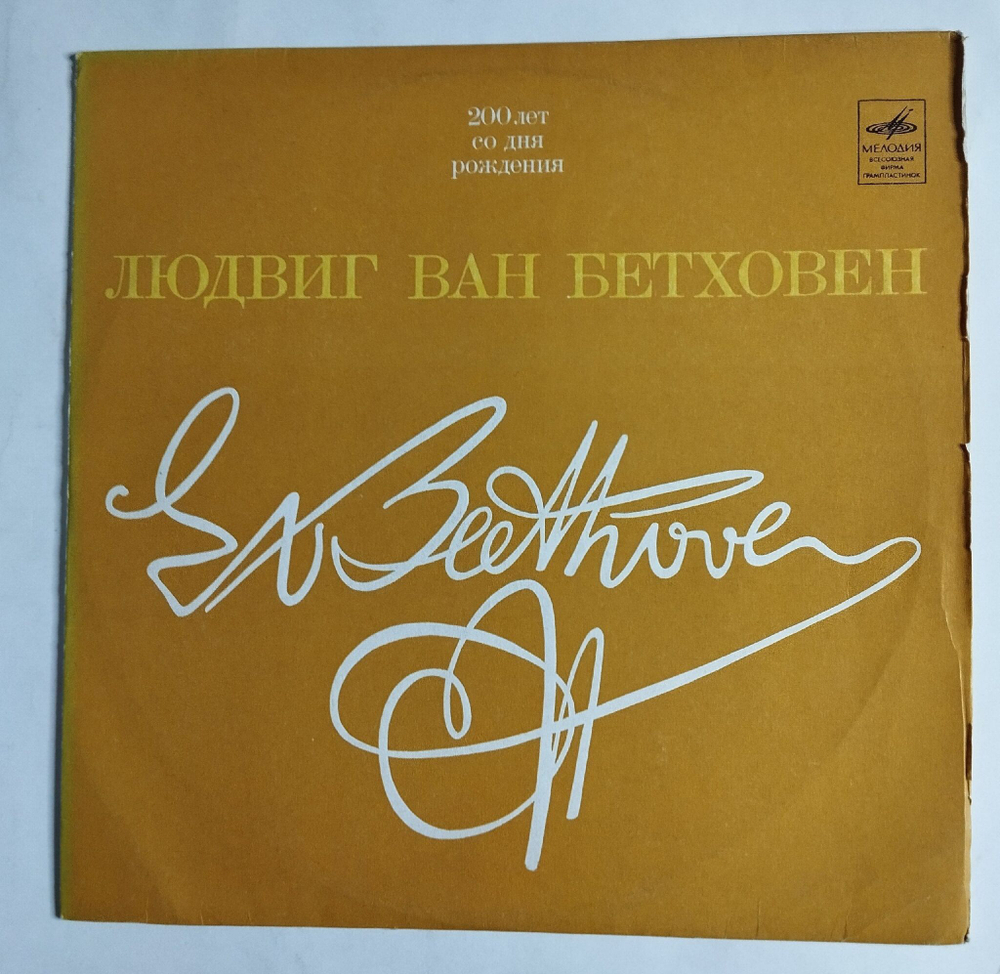 200 лет
со дня
рождения
МЕЛОДИЯ
ВСЕСОЮЗНАЯ
ФИРМА
ГРАМПЛАСТИНОК
ЛЮДВИГ ВАН БЕТХОВЕН
L v Beethoven